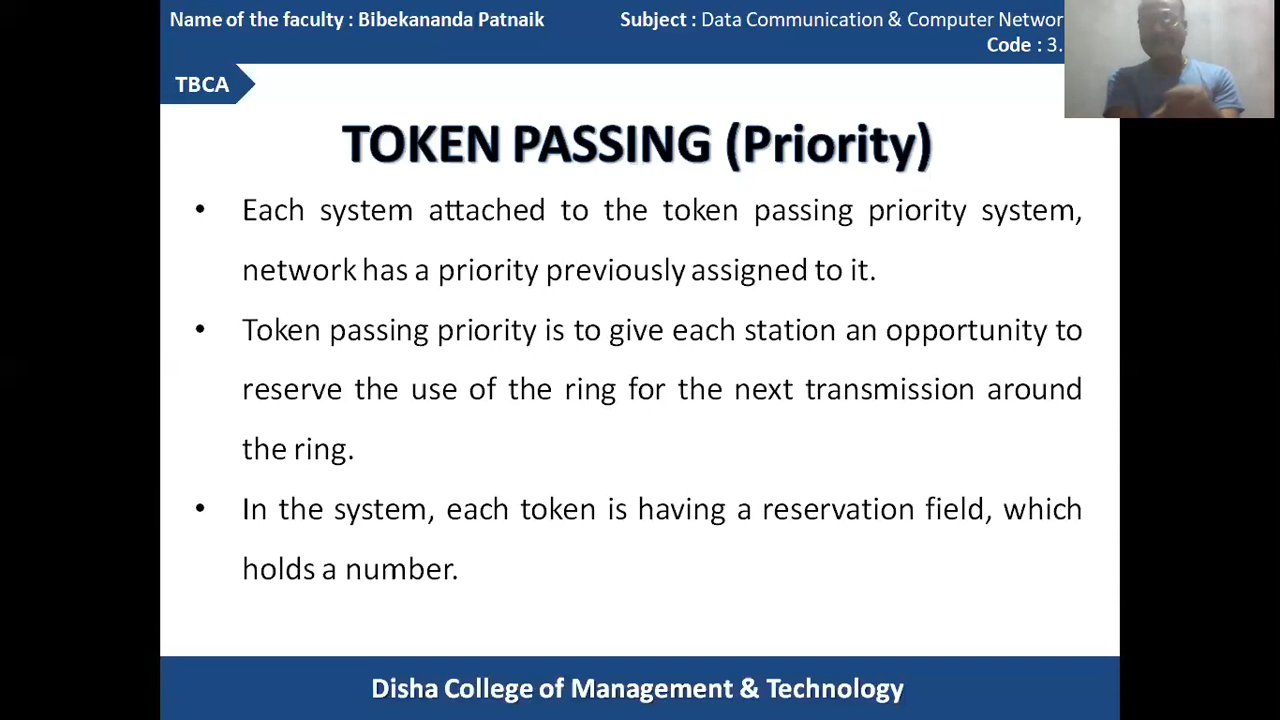 Name of the faculty : Bibekananda Patnaik
Subject : Data Communication & Computer
Code : 3.
TBCA
TOKEN PASSING (Priority)
• Each system attached to the token passing priority system,
network has a priority previously assigned to it.
• Token passing priority is to give each station an opportunity to
reserve the use of the ring for the next transmission around
the ring.
• In the system, each token is having a reservation field, which
holds a number.
Disha College of Management & Technology